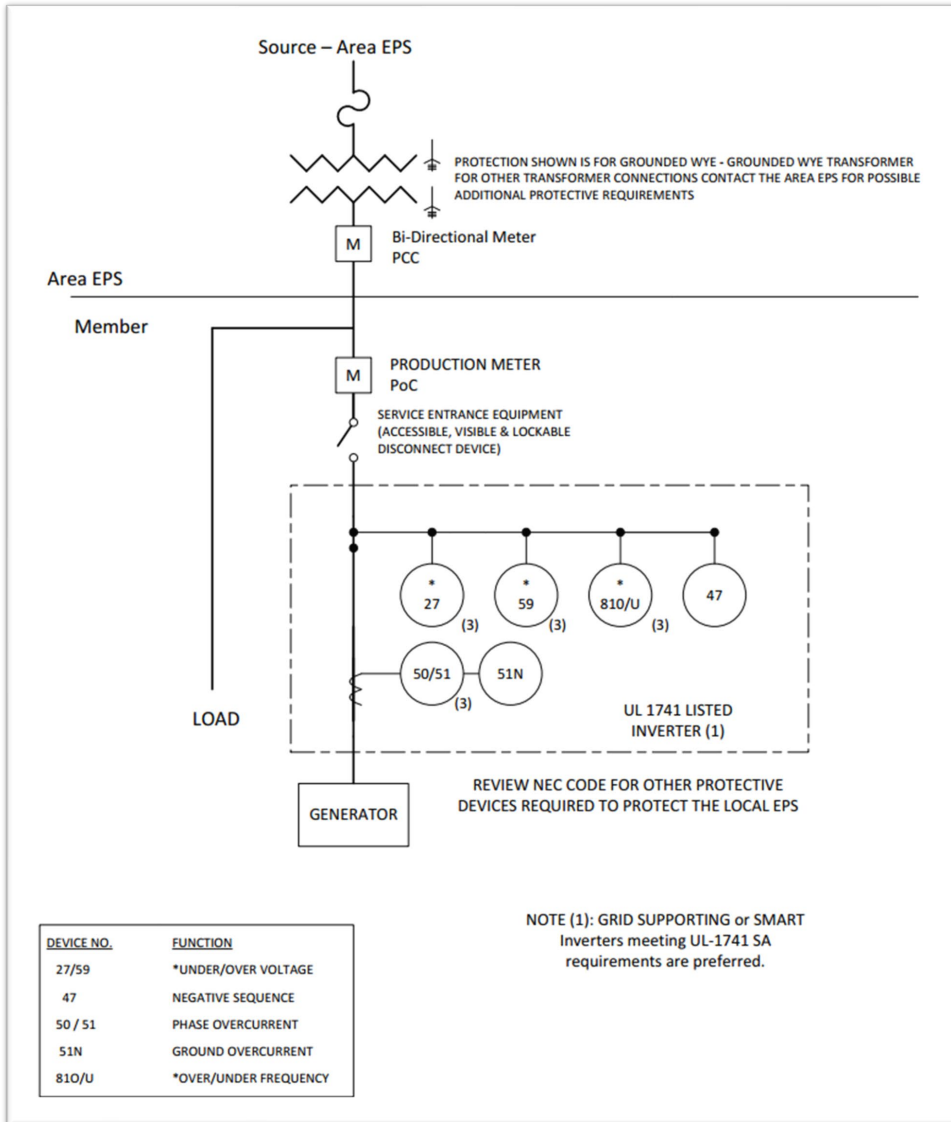 Source – Area EPS
PROTECTION SHOWN IS FOR GROUNDED WYE - GROUNDED WYE TRANSFORMER
FOR OTHER TRANSFORMER CONNECTIONS CONTACT THE AREA EPS FOR POSSIBLE
ADDITIONAL PROTECTIVE REQUIREMENTS
M
Bi-Directional Meter
PCC
Area EPS
Member
M
PRODUCTION METER
PoC
SERVICE ENTRANCE EQUIPMENT
(ACCESSIBLE, VISIBLE & LOCKABLE
DISCONNECT DEVICE)
*
27
(3)
*
59
(3)
*
81O/U
(3)
47
50/51
(3)
51N
LOAD
UL 1741 LISTED
INVERTER (1)
GENERATOR
REVIEW NEC CODE FOR OTHER PROTECTIVE
DEVICES REQUIRED TO PROTECT THE LOCAL EPS
NOTE (1): GRID SUPPORTING or SMART
Inverters meeting UL-1741 SA
requirements are preferred.
DEVICE NO. FUNCTION
27/59 *UNDER/OVER VOLTAGE
47 NEGATIVE SEQUENCE
50 / 51 PHASE OVERCURRENT
51N GROUND OVERCURRENT
81O/U *OVER/UNDER FREQUENCY